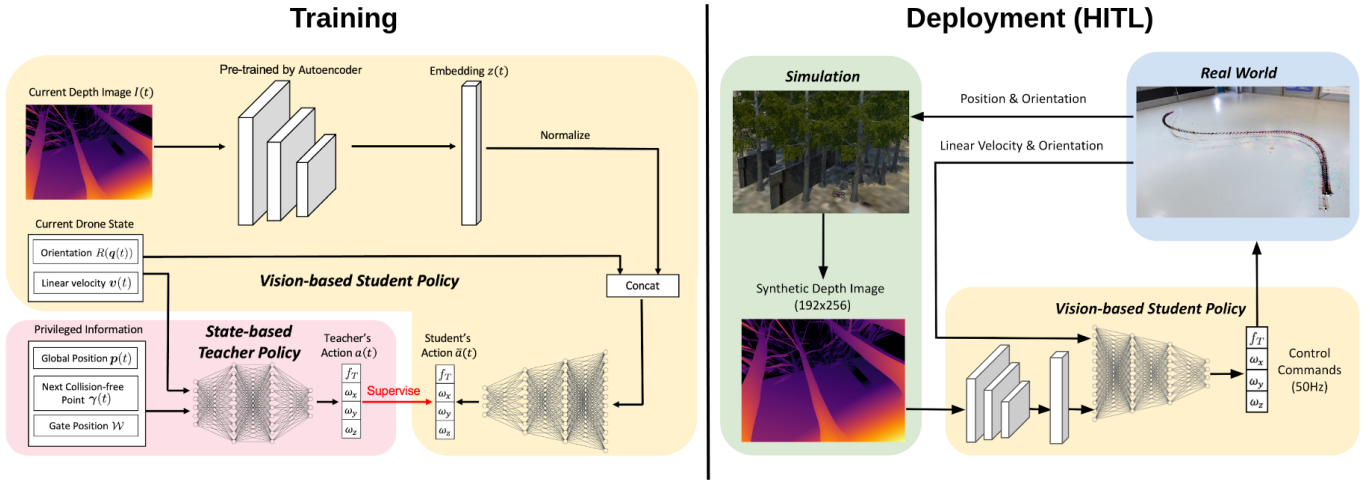 Training
Current Depth Image I(t)
Pre-trained by Autoencoder
Embedding z(t)
Normalize
Current Drone State
Orientation R(q(t))
Linear velocity v(t)
Vision-based Student Policy
Concat
Privileged Information
Global Position p(t)
Next Collision-free
Point γ(t)
Gate Position W
State-based
Teacher Policy
Teacher's
Action a(t)
f_T
ω_x
ω_y
ω_z
Supervise
Student's
Action ā(t)
f_T
ω_x
ω_y
ω_z
Deployment (HITL)
Simulation
Synthetic Depth Image
(192x256)
Position & Orientation
Linear Velocity & Orientation
Real World
Vision-based Student Policy
f_T
ω_x
ω_y
ω_z
Control
Commands
(50Hz)